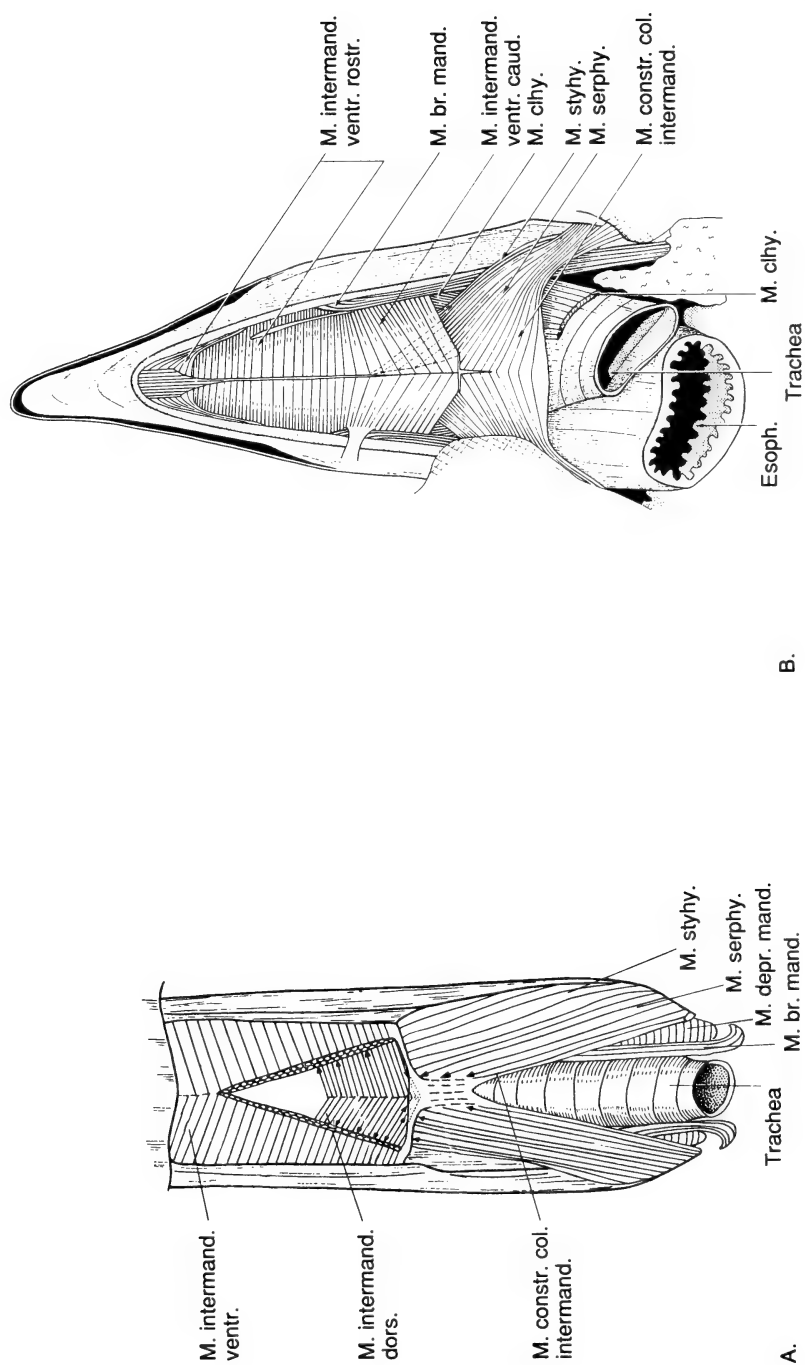 M. intermand.
ventr.
M. intermand.
dors.
M. constr. col.
intermand.
M. styhy.
M. serphy.
M. depr. mand.
M. br. mand.
Trachea
A.
M. intermand.
ventr. rostr.
M. br. mand.
M. intermand.
ventr. caud.
M. clhy.
M. styhy.
M. serphy.
M. constr. col.
intermand.
M. clhy.
Trachea
Esoph.
B.